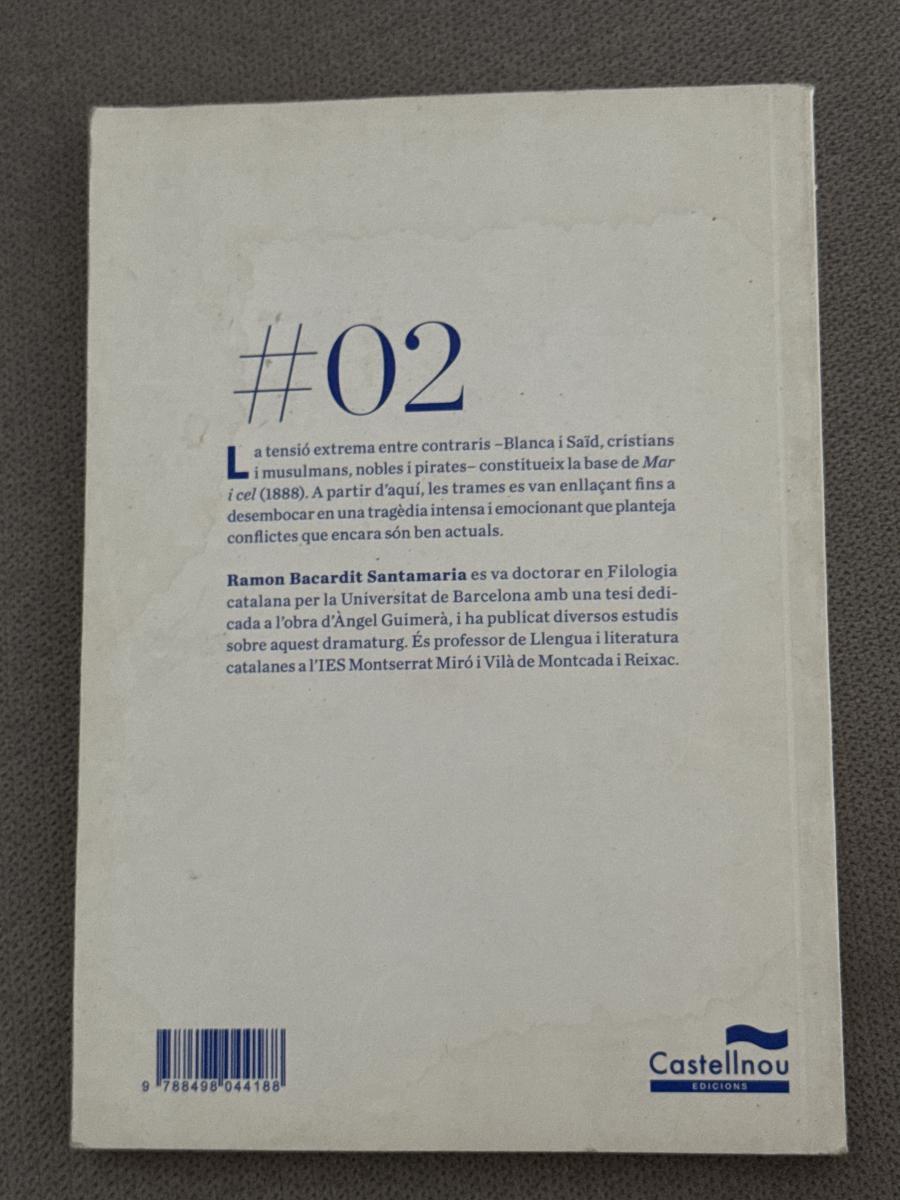 #02
La tensió extrema entre contraris –Blanca i Saïd, cristians
i musulmans, nobles i pirates– constitueix la base de Mar
i cel (1888). A partir d'aquí, les trames es van enllaçant fins a
desembocar en una tragèdia intensa i emocionant que planteja
conflictes que encara són ben actuals.
Ramon Bacardit Santamaria es va doctorar en Filologia
catalana per la Universitat de Barcelona amb una tesi dedi-
cada a l'obra d'Àngel Guimerà, i ha publicat diversos estudis
sobre aquest dramaturg. És professor de Llengua i literatura
catalanes a l'IES Montserrat Miró i Vilà de Montcada i Reixac.
9 788498 044188
Castellnou
EDICIONS